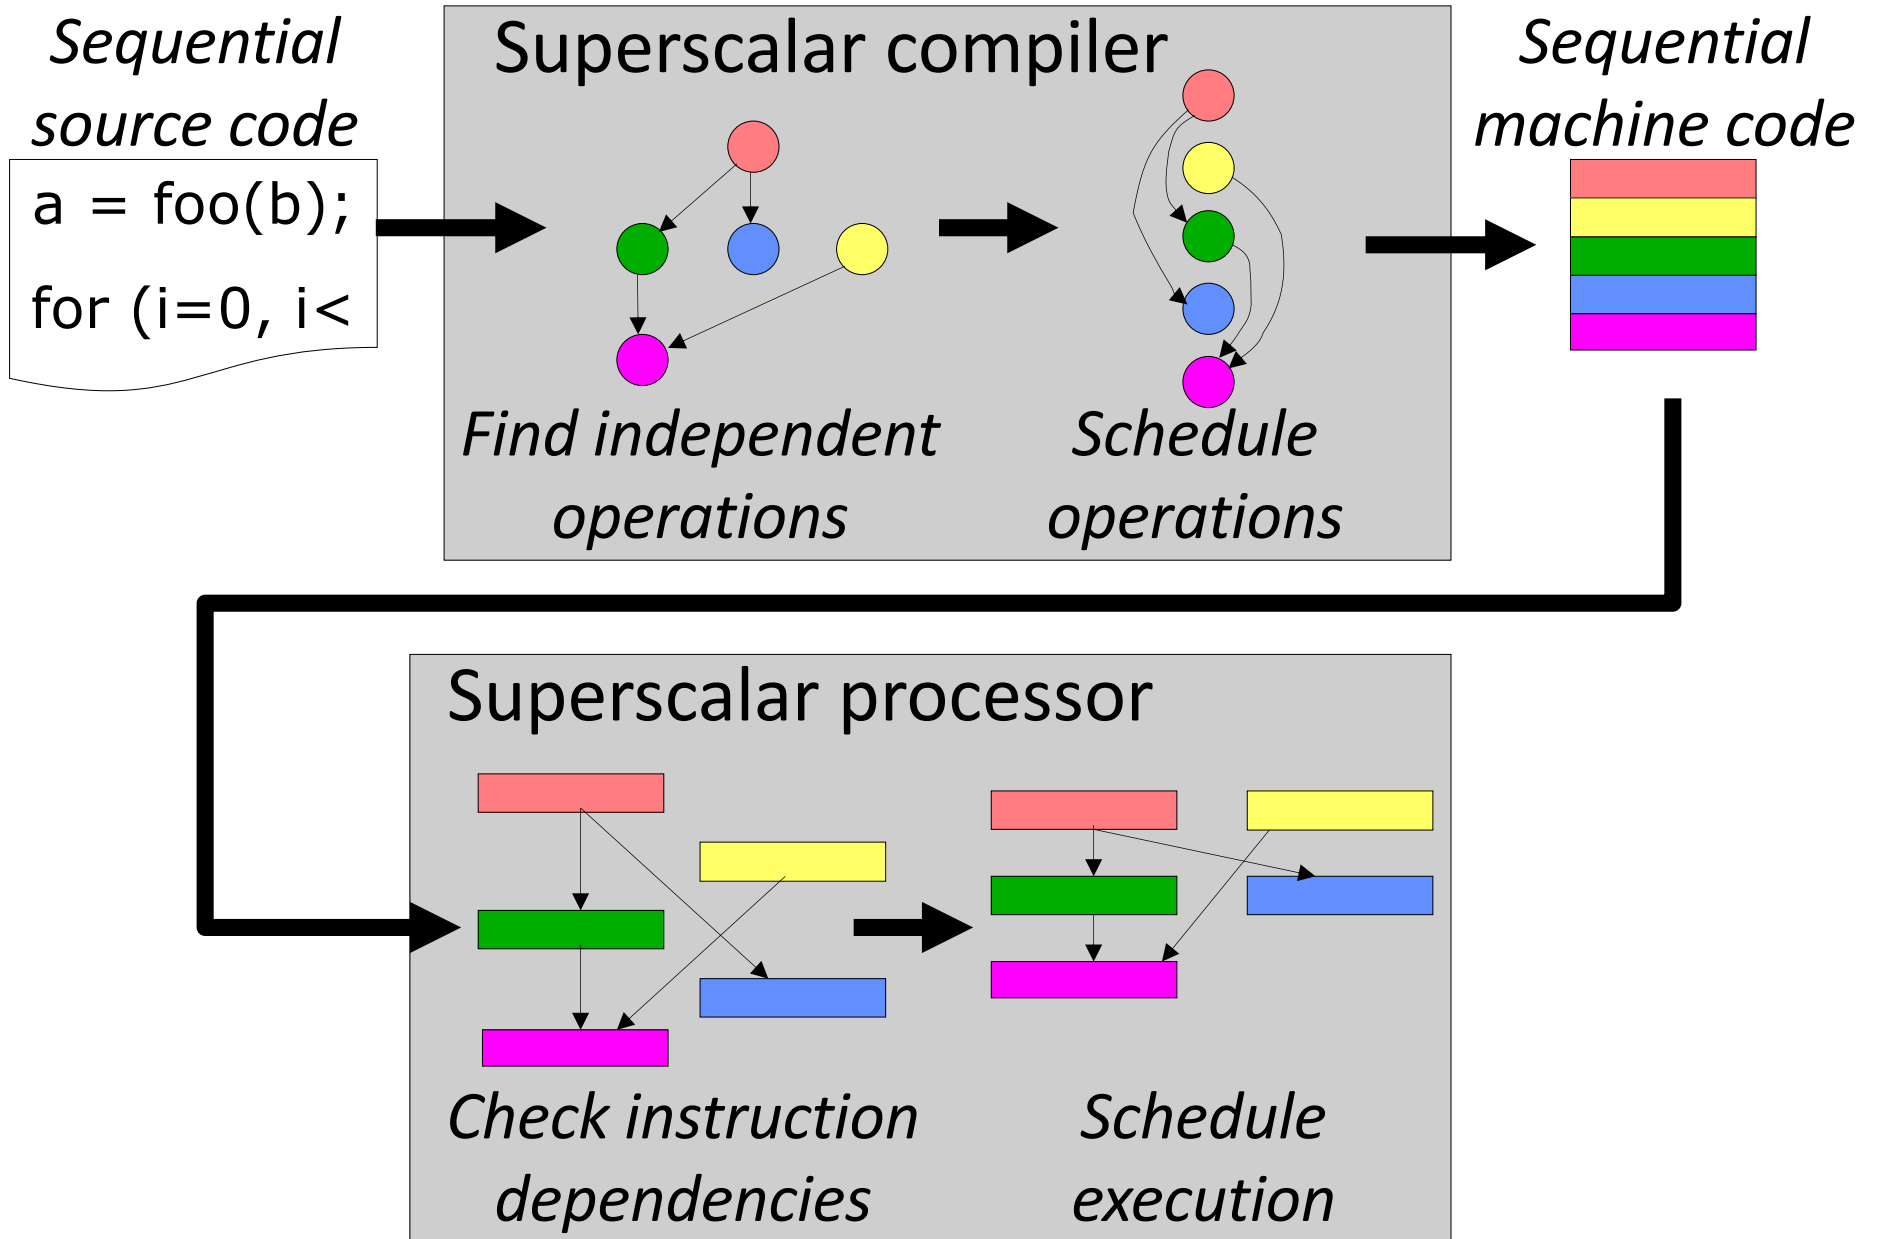 Sequential
source code
a = foo(b);
for (i=0, i<
Superscalar compiler
Find independent
operations
Schedule
operations
Sequential
machine code
Superscalar processor
Check instruction
dependencies
Schedule
execution